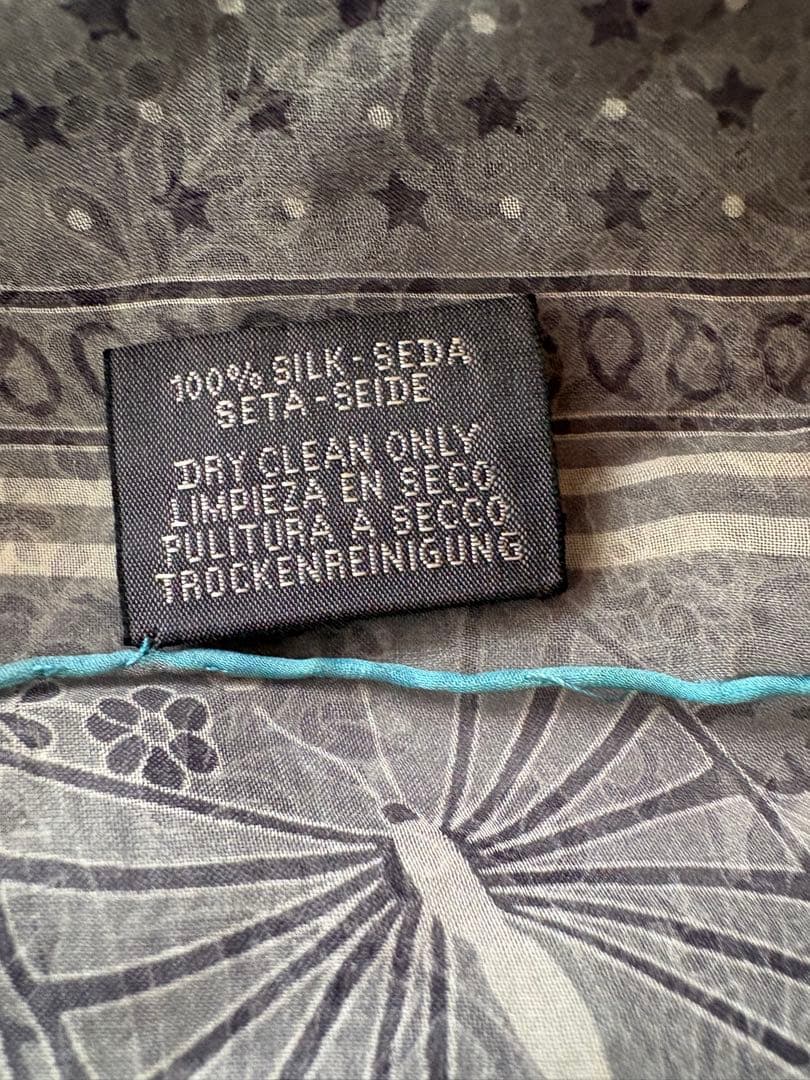 100% SILK - SEDA
SETA - SEIDE
DRY CLEAN ONLY
LIMPIEZA EN SECO
PULITURA A SECCO
TROCKENREINIGUNG